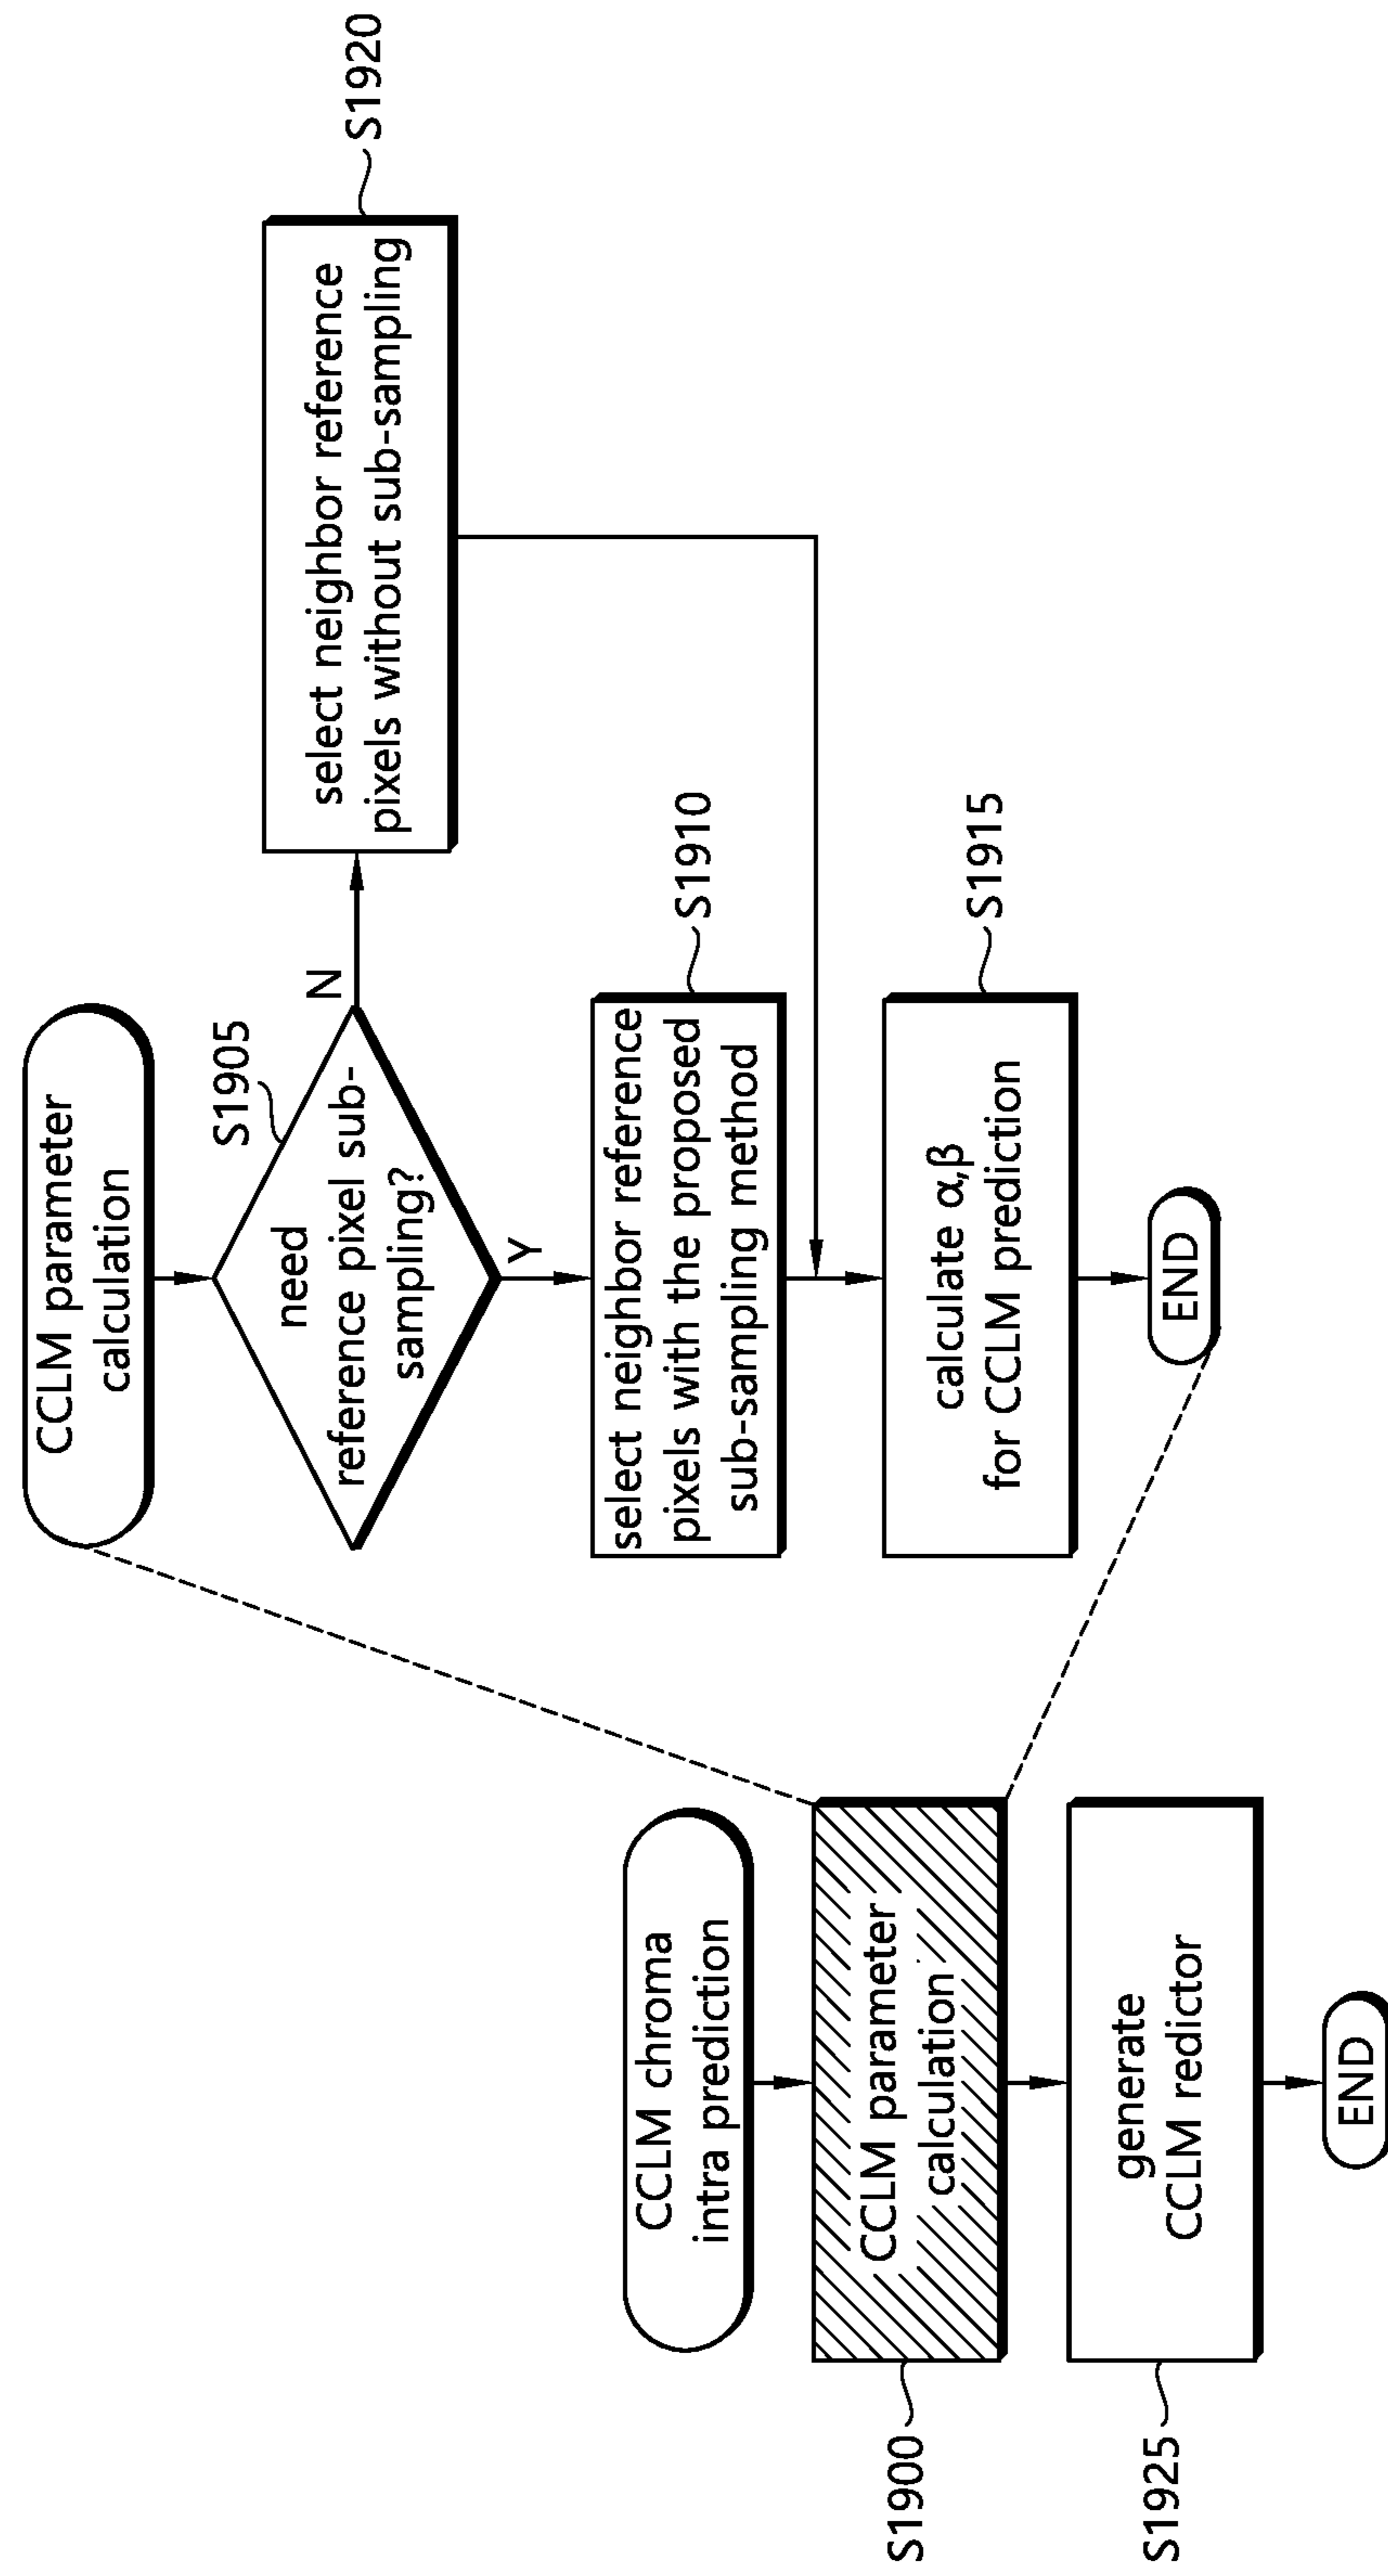 CCLM chroma
intra prediction
S1900
CCLM parameter
calculation
S1925
generate
CCLM redictor
END
CCLM parameter
calculation
S1905
need
reference pixel sub-
sampling?
N
Y
S1920
select neighbor reference
pixels without sub-sampling
S1910
select neighbor reference
pixels with the proposed
sub-sampling method
S1915
calculate α,β
for CCLM prediction
END